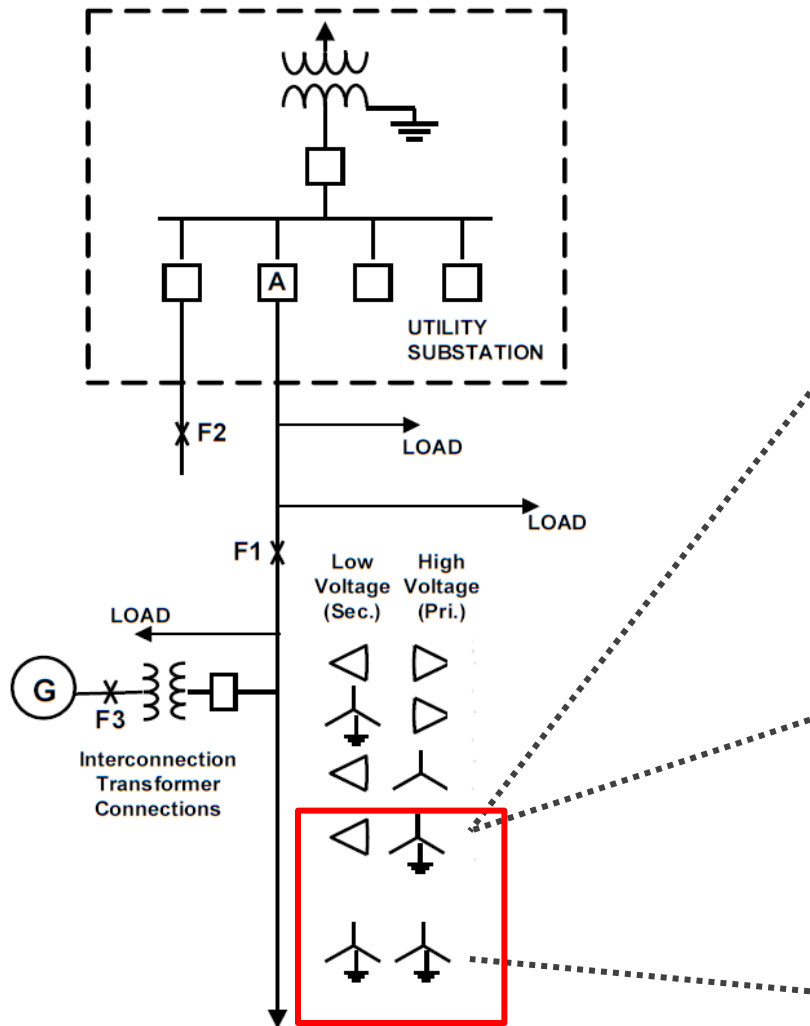 A
UTILITY
SUBSTATION
F2
LOAD
LOAD
F1
Low
Voltage
(Sec.)
High
Voltage
(Pri.)
LOAD
G
F3
Interconnection
Transformer
Connections